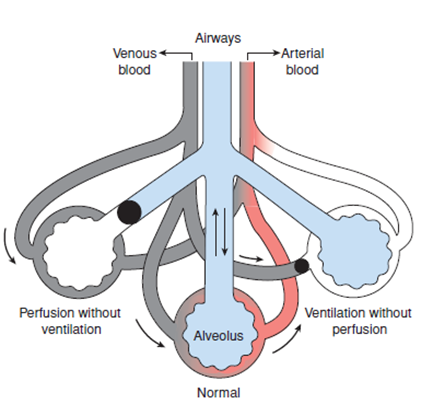 Airways
Venous
blood
Arterial
blood
Perfusion without
ventilation
Alveolus
Ventilation without
perfusion
Normal